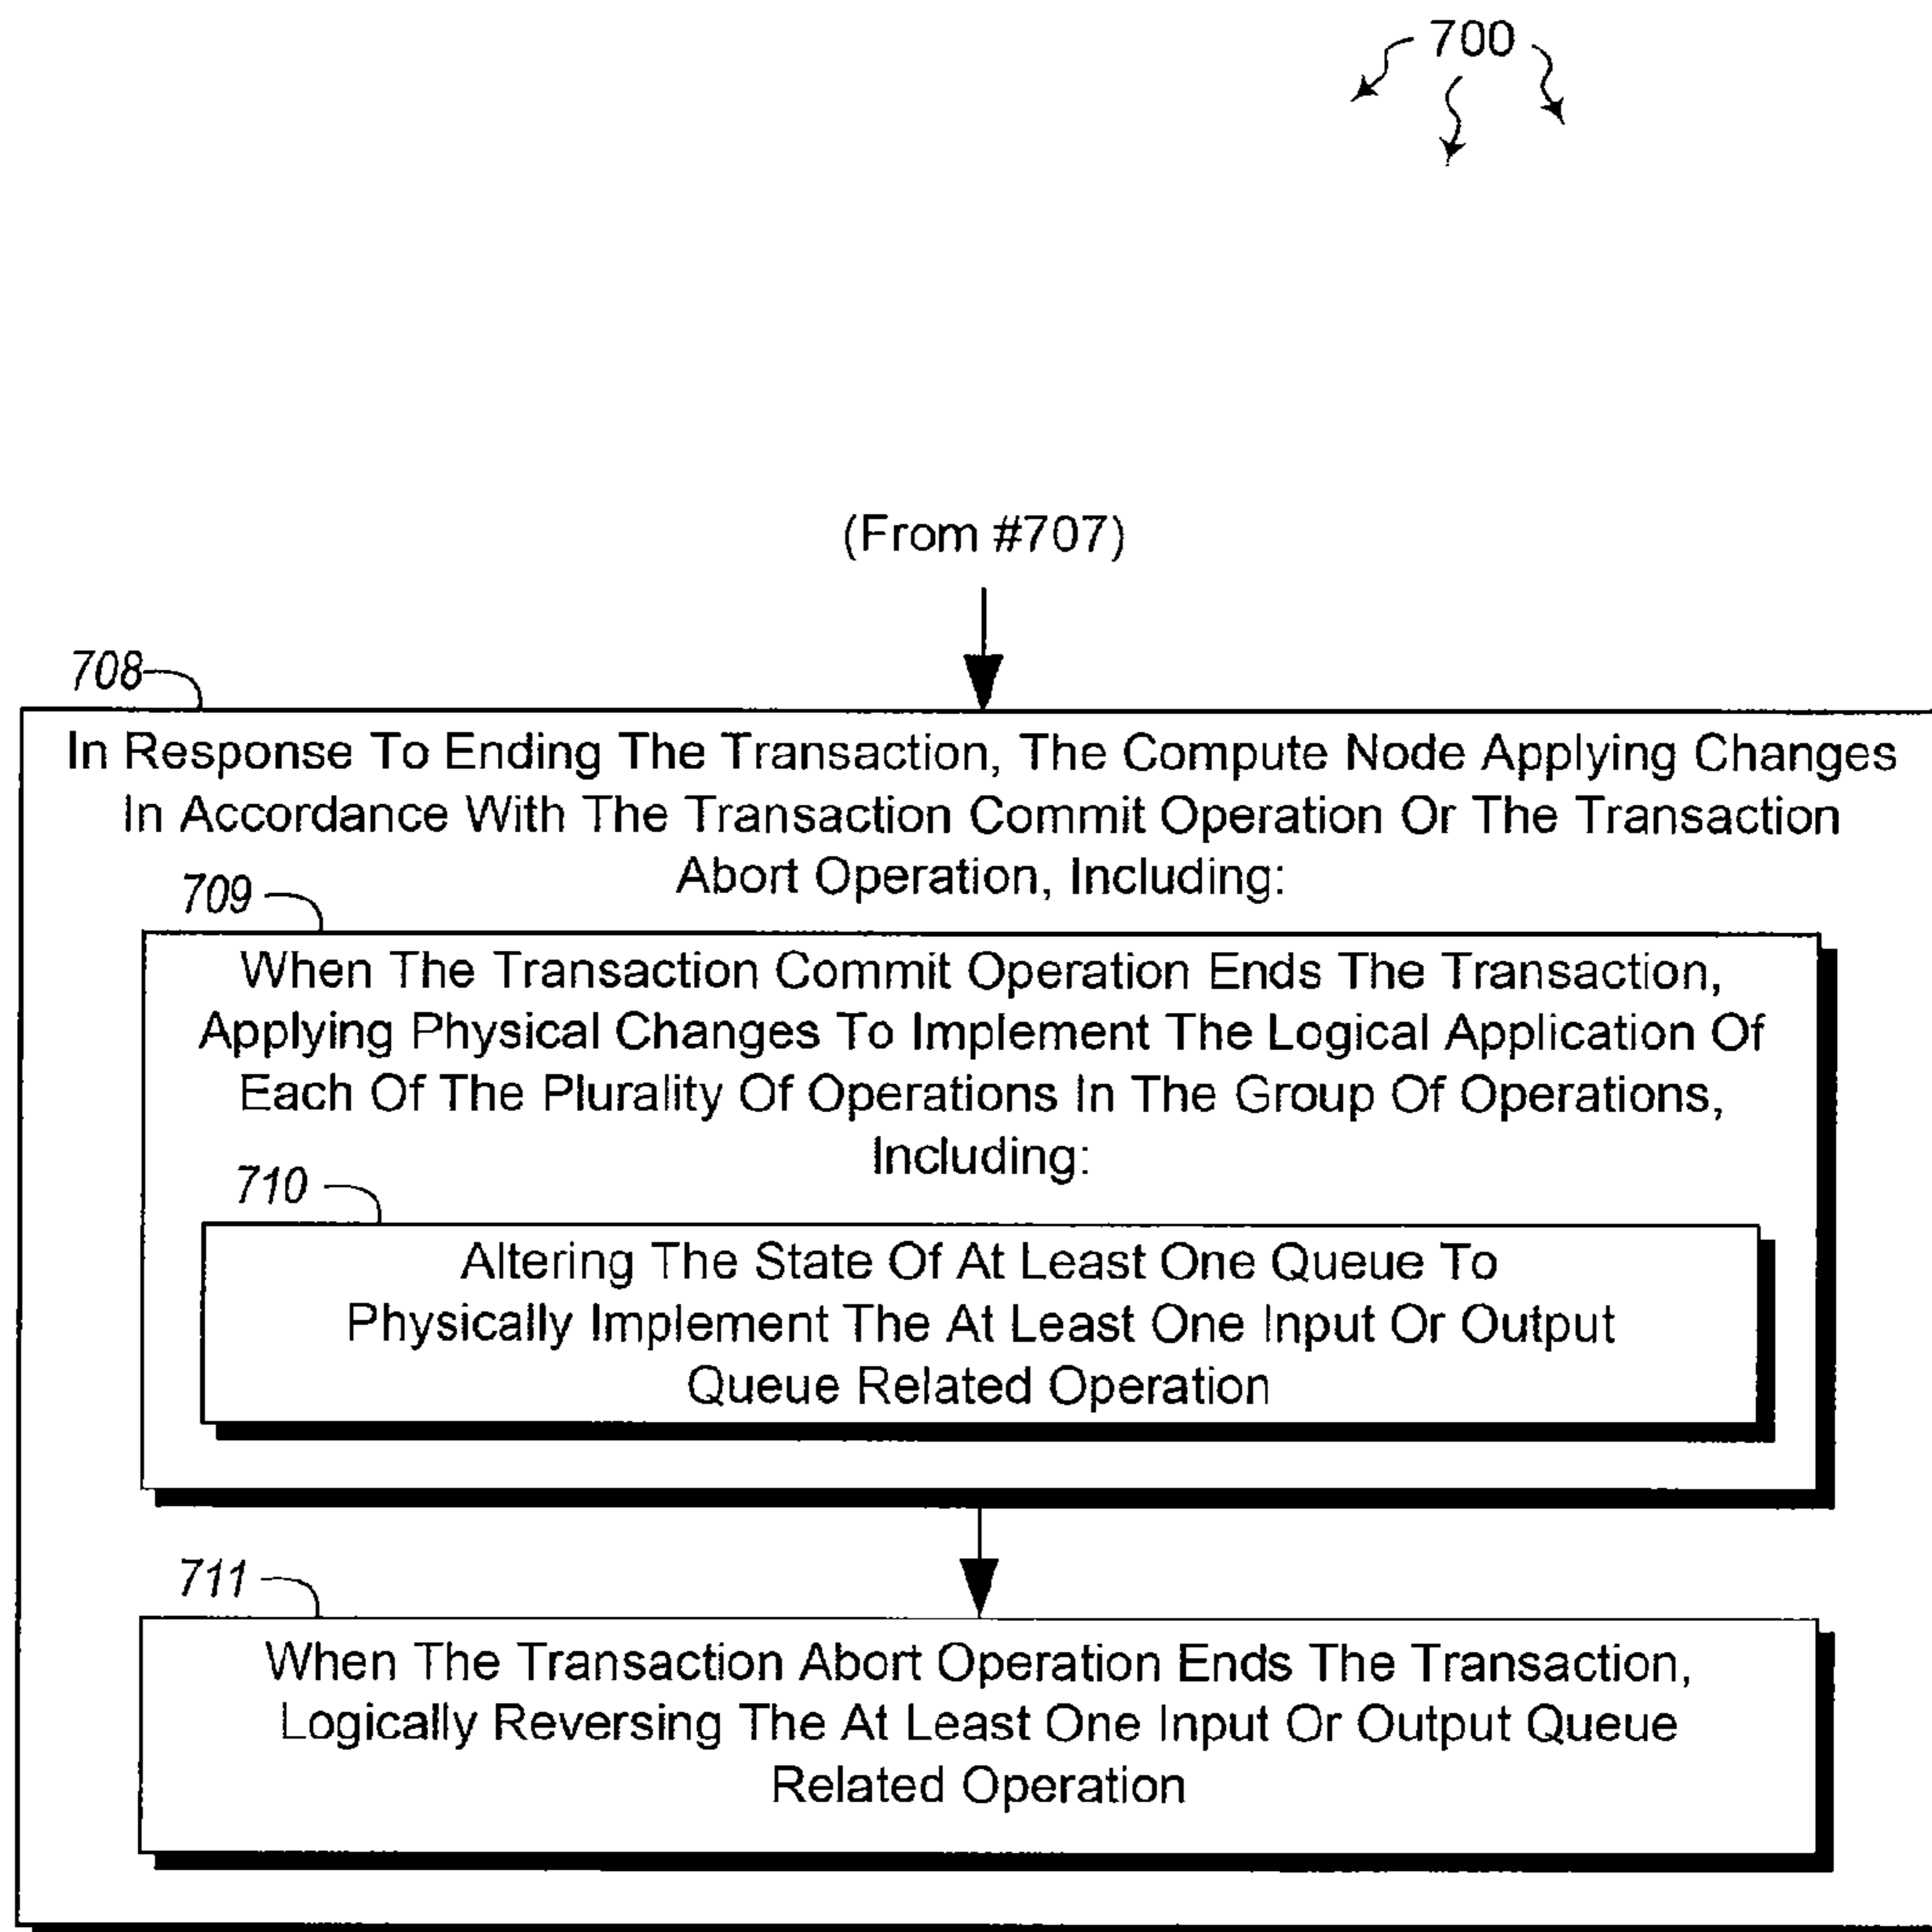 700
(From #707)
708
In Response To Ending The Transaction, The Compute Node Applying Changes
In Accordance With The Transaction Commit Operation Or The Transaction
Abort Operation, Including:
709
When The Transaction Commit Operation Ends The Transaction,
Applying Physical Changes To Implement The Logical Application Of
Each Of The Plurality Of Operations In The Group Of Operations,
Including:
710
Altering The State Of At Least One Queue To
Physically Implement The At Least One Input Or Output
Queue Related Operation
711
When The Transaction Abort Operation Ends The Transaction,
Logically Reversing The At Least One Input Or Output Queue
Related Operation